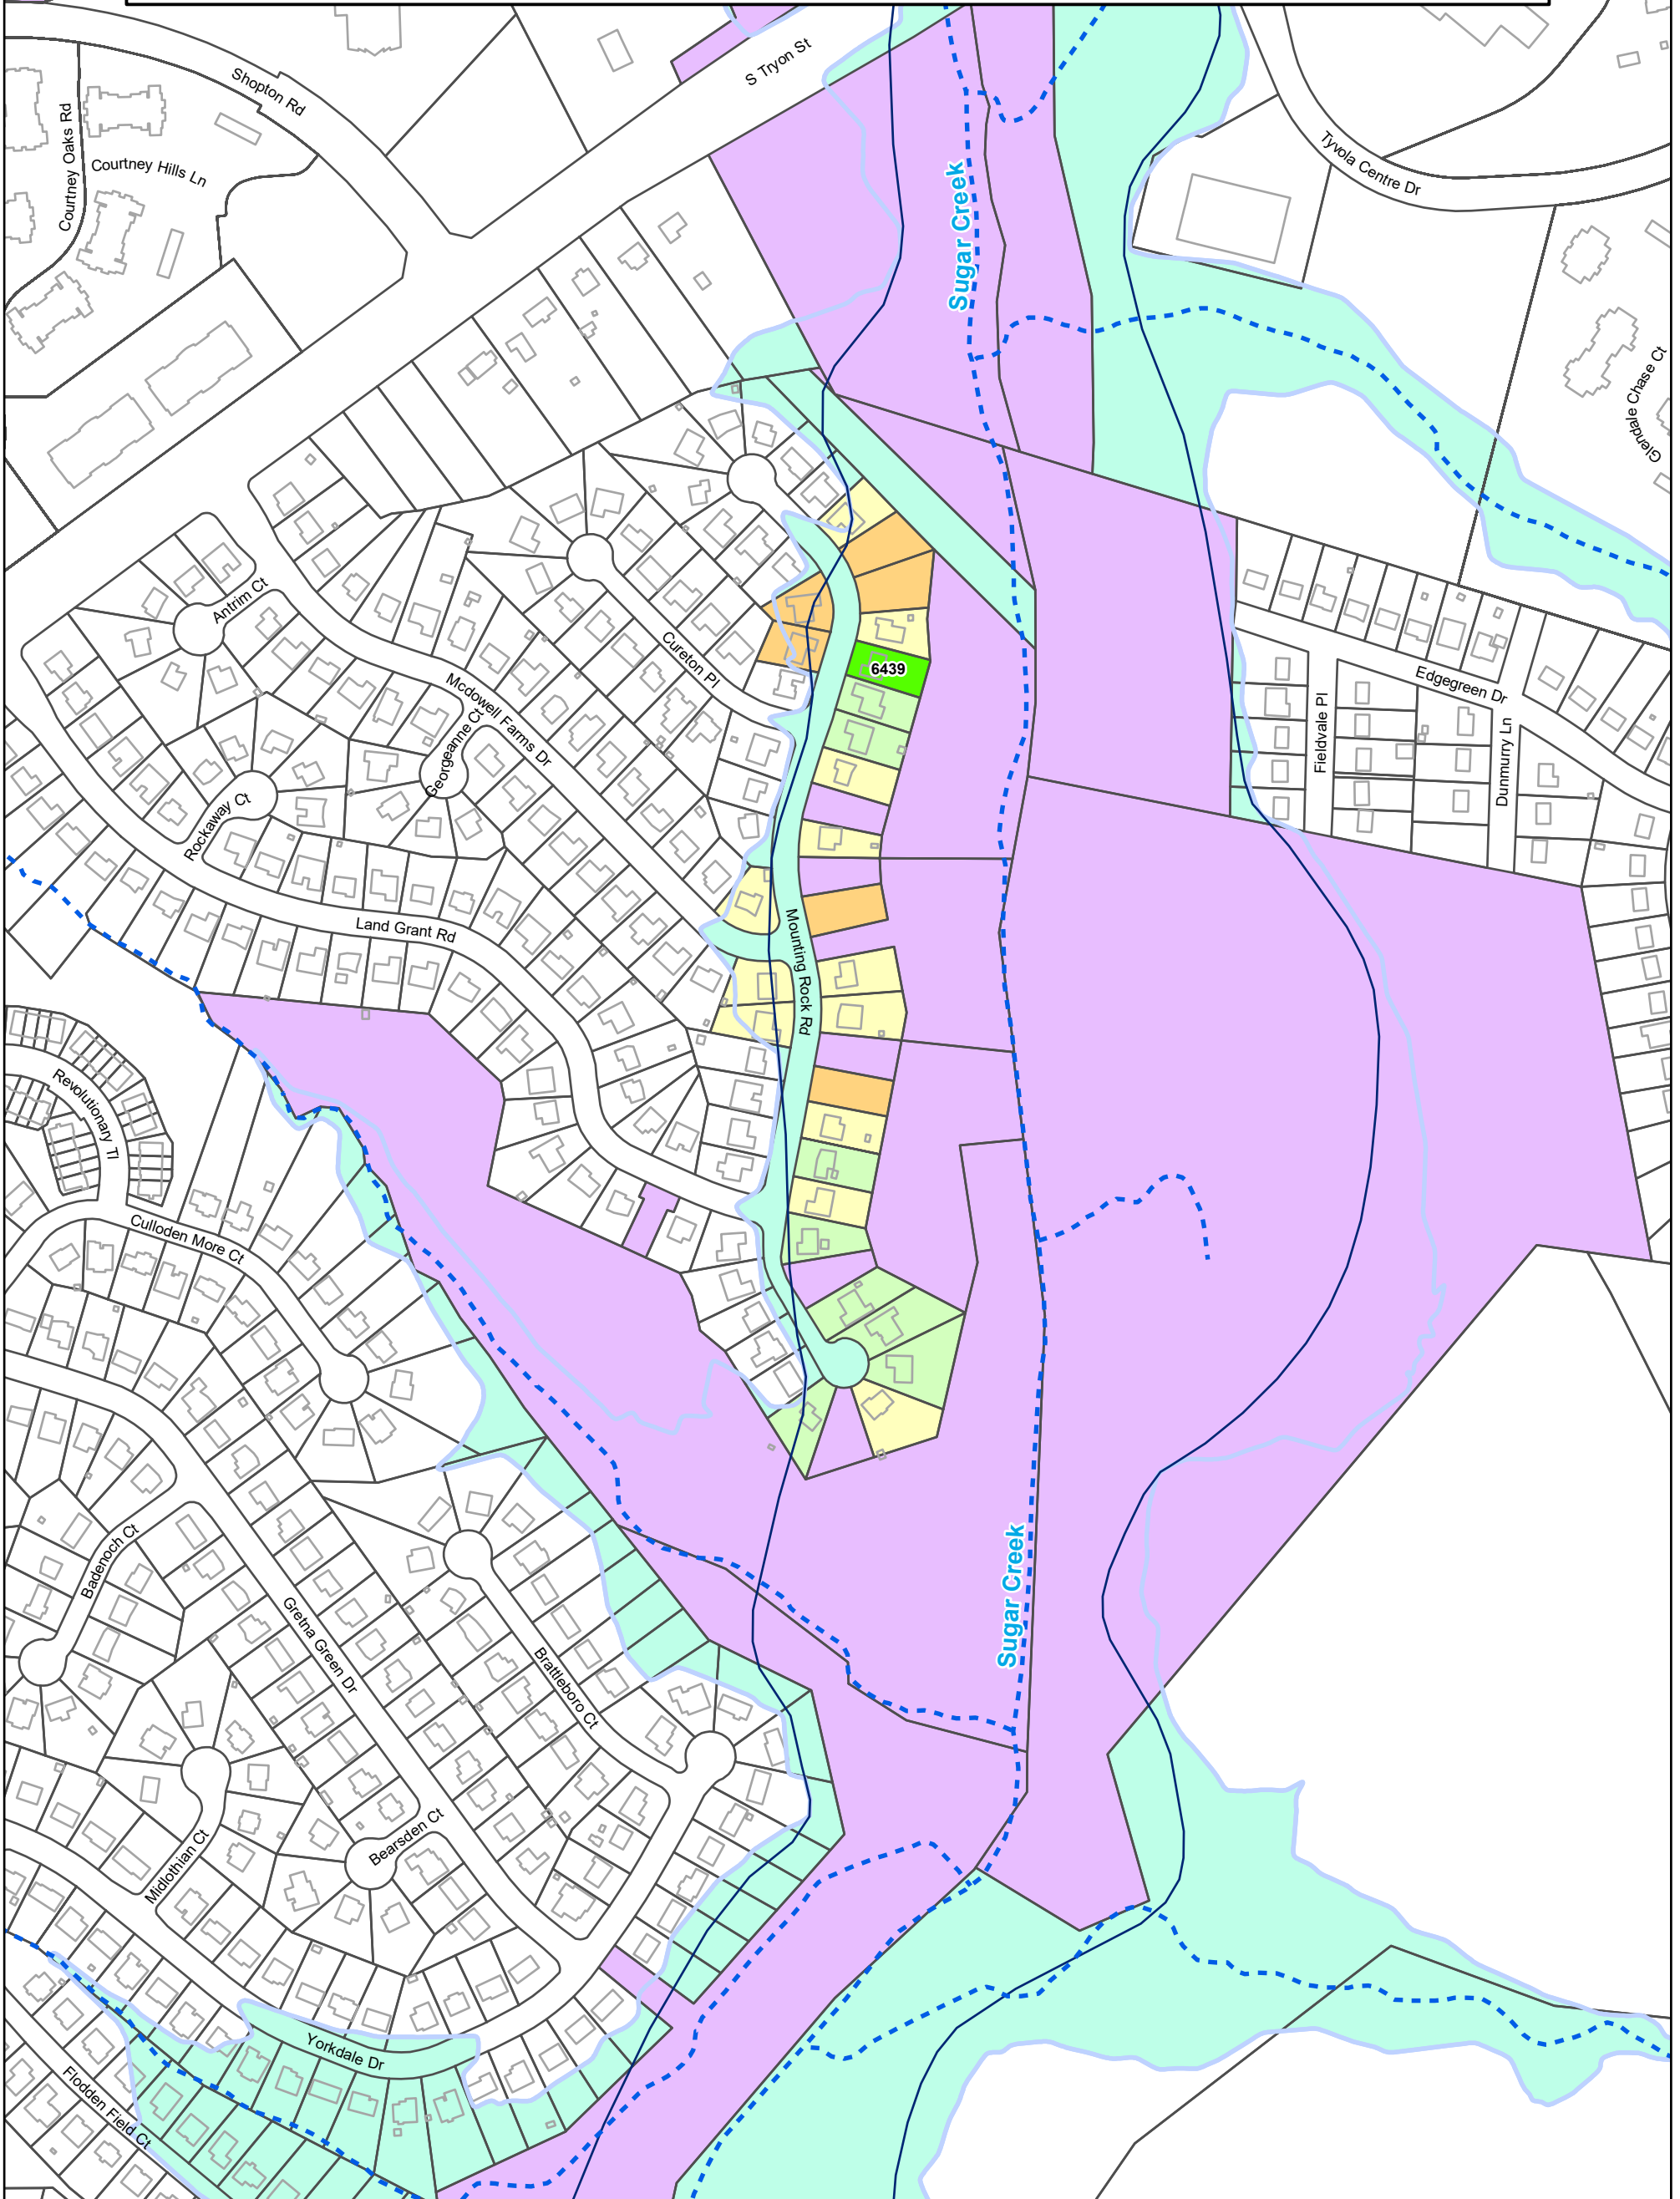 S Tryon St
Shopton Rd
Courtney Oaks Rd
Courtney Hills Ln
Tyvola Centre Dr
Sugar Creek
Glendale Chase Ct
Antrim Ct
Cureton Pl
6439
Mcdowell Farms Dr
Georgeanne Ct
Edgegreen Dr
Fieldvale Pl
Dunmurry Ln
Rockaway Ct
Land Grant Rd
Mounting Rock Rd
Revolutionary Tl
Culloden More Ct
Badenoch Ct
Sugar Creek
Gretna Green Dr
Brattleboro Ct
Bearsden Ct
Midlothian Ct
Yorkdale Dr
Flodden Field Ct